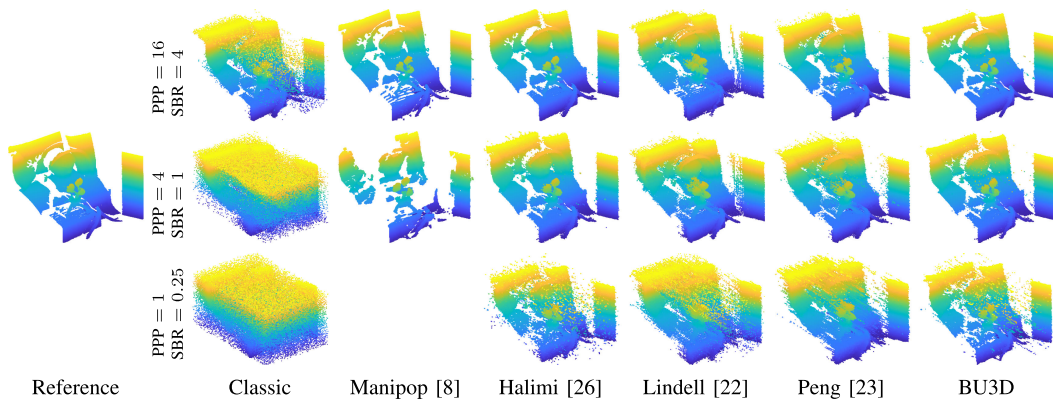 PPP = 16
SBR = 4
PPP = 4
SBR = 1
PPP = 1
SBR = 0.25
Reference
Classic
Manipop [8]
Halimi [26]
Lindell [22]
Peng [23]
BU3D